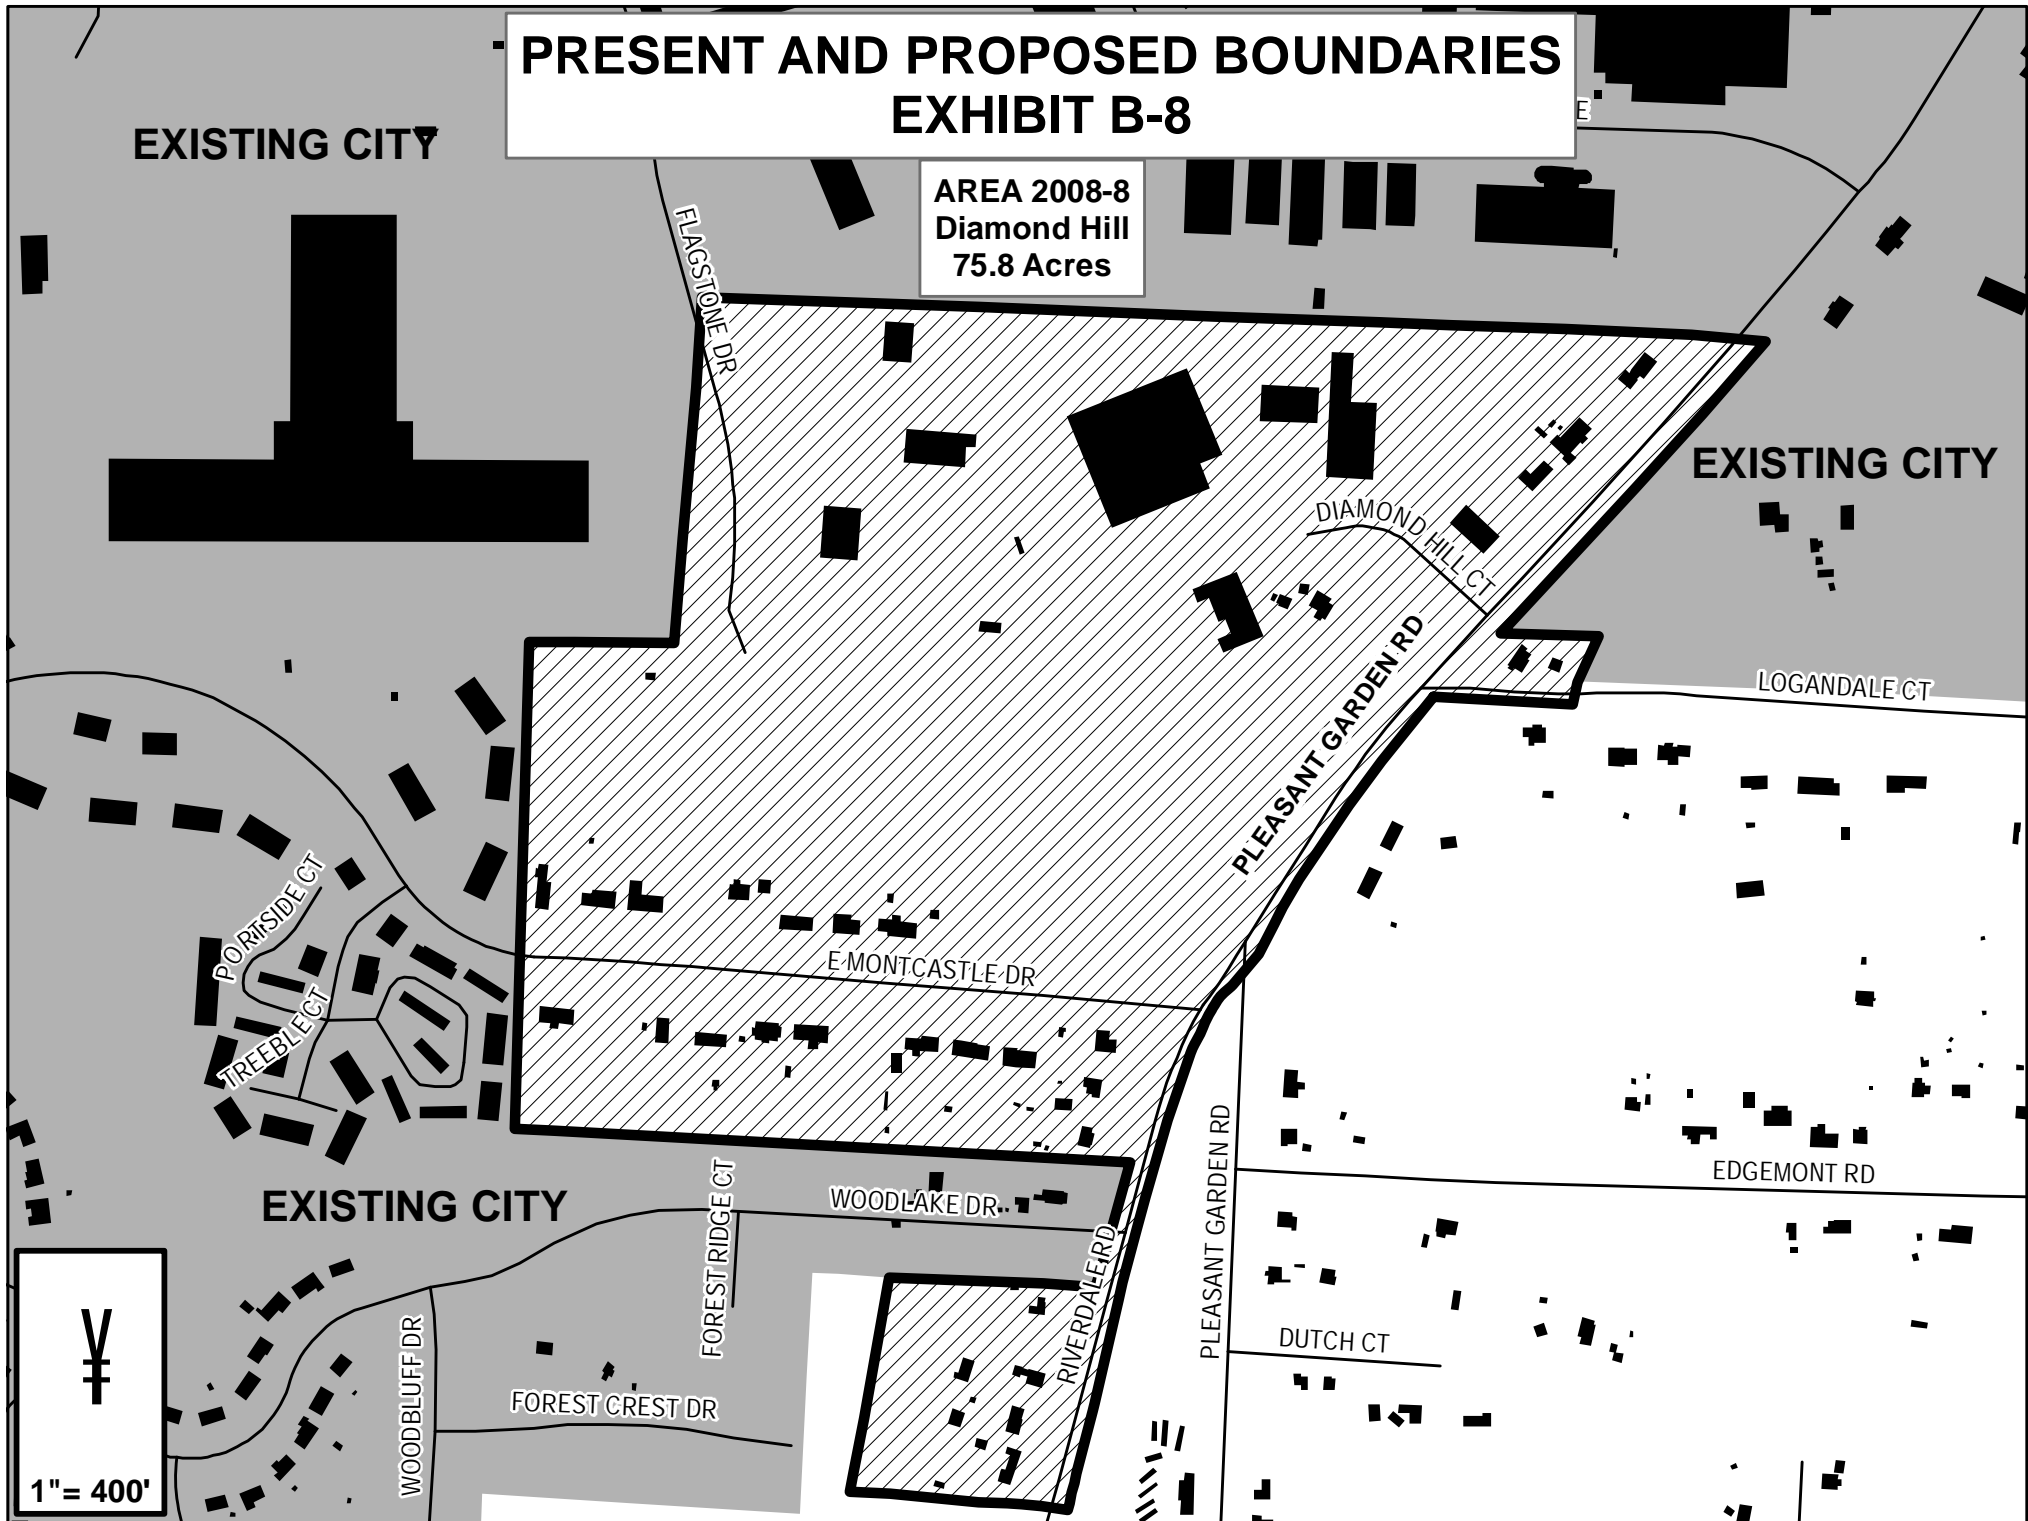 PRESENT AND PROPOSED BOUNDARIES
EXHIBIT B-8
E
EXISTING CITY
AREA 2008-8
Diamond Hill
75.8 Acres
FLAGSTONE DR
EXISTING CITY
DIAMOND HILL CT
PLEASANT GARDEN RD
LOGANDALE CT
PORTSIDE CT
E MONTCASTLE DR
TREEBLE CT
PLEASANT GARDEN RD
EDGEMONT RD
EXISTING CITY
FOREST RIDGE CT
WOODLAKE DR
RIVERDALE RD
WOODBLUFF DR
DUTCH CT
FOREST CREST DR
¥
1"= 400'